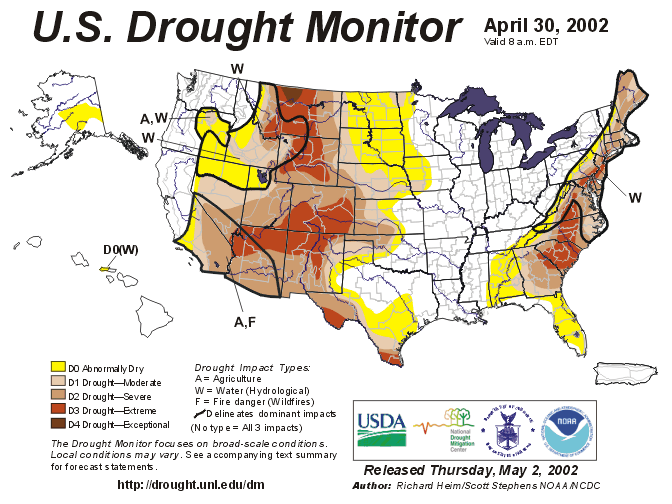 U.S. Drought Monitor
April 30, 2002
Valid 8 a.m. EDT
W
A,W
W
D0(W)
W
A,F
D0 Abnormally Dry
D1 Drought—Moderate
D2 Drought—Severe
D3 Drought—Extreme
D4 Drought—Exceptional
Drought Impact Types:
A = Agriculture
W = Water (Hydrological)
F = Fire danger (Wildfires)
Delineates dominant impacts
(No type = All 3 impacts)
The Drought Monitor focuses on broad-scale conditions.
Local conditions may vary. See accompanying text summary
for forecast statements.
http://drought.unl.edu/dm
USDA
National
Drought
Mitigation
Center
NOAA
Released Thursday, May 2, 2002
Author: Richard Heim/Scott Stephens NOAA/NCDC